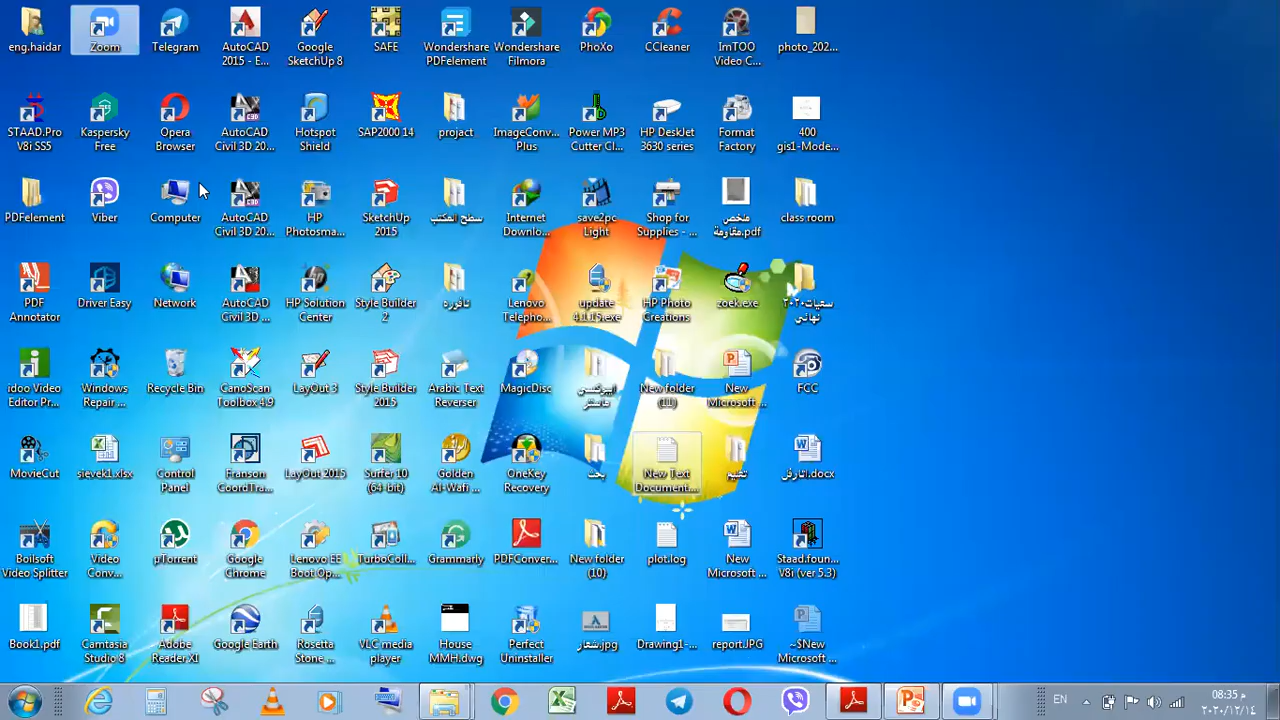 eng.haidar
Zoom
Telegram
AutoCAD
2015 - E...
Google
SketchUp 8
SAFE
Wondershare
PDFelement
Wondershare
Filmora
PhoXo
CCleaner
ImTOO
Video C...
photo_202...
STAAD.Pro
V8i SS5
Kaspersky
Free
Opera
Browser
AutoCAD
Civil 3D 20...
Hotspot
Shield
SAP2000 14
projact
ImageConv...
Plus
Power MP3
Cutter Cl...
HP DeskJet
3630 series
Format
Factory
400
gis1-Mode...
PDFelement
Viber
Computer
AutoCAD
Civil 3D 20...
HP
Photosma...
SketchUp
2015
سطح المكتب
Internet
Downlo...
save2pc
Light
Shop for
Supplies - ...
ملخص
مقاومة.pdf
class room
PDF
Annotator
Driver Easy
Network
AutoCAD
Civil 3D ...
HP Solution
Center
Style Builder
2
نافوره
Lenovo
Telepho...
update
4.1.15.exe
HP Photo
Creations
zoek.exe
سعيات٢٠٢٠
نهائي
idoo Video
Editor Pr...
Windows
Repair ...
Recycle Bin
CanoScan
Toolbox 4.9
LayOut 3
Style Builder
2015
Arabic Text
Reverser
MagicDisc
New folder
(11)
New
Microsoft ...
FCC
MovieCut
sievek1.xlsx
Control
Panel
Franson
CoordTra...
LayOut 2015
Surfer 10
(64-bit)
Golden
Al-Wafi ...
OneKey
Recovery
بحث
New Text
Document....
تقييم
Boilsoft
Video Splitter
Video
Conv...
µTorrent
Google
Chrome
Lenovo EE
Boot Op...
TurboColl...
Grammarly
PDFConver...
New folder
(10)
plot.log
New
Microsoft ...
Staad.foun...
V8i (ver 5.3)
Book1.pdf
Camtasia
Studio 8
Adobe
Reader XI
Google Earth
Rosetta
Stone ...
VLC media
player
House
MMH.dwg
Perfect
Uninstaller
شعار.jpg
Drawing1-...
report.JPG
~$New
Microsoft ...
EN
08:35 م
٢٠٢٠/١٢/١٤